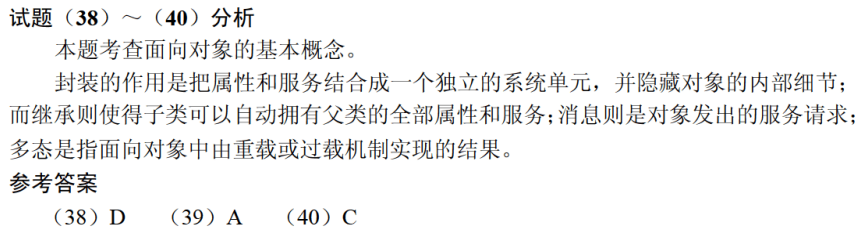 试题（38）～（40）分析
本题考查面向对象的基本概念。
封装的作用是把属性和服务结合成一个独立的系统单元，并隐藏对象的内部细节；
而继承则使得子类可以自动拥有父类的全部属性和服务；消息则是对象发出的服务请求；
多态是指面向对象中由重载或过载机制实现的结果。
参考答案
（38）D （39）A （40）C